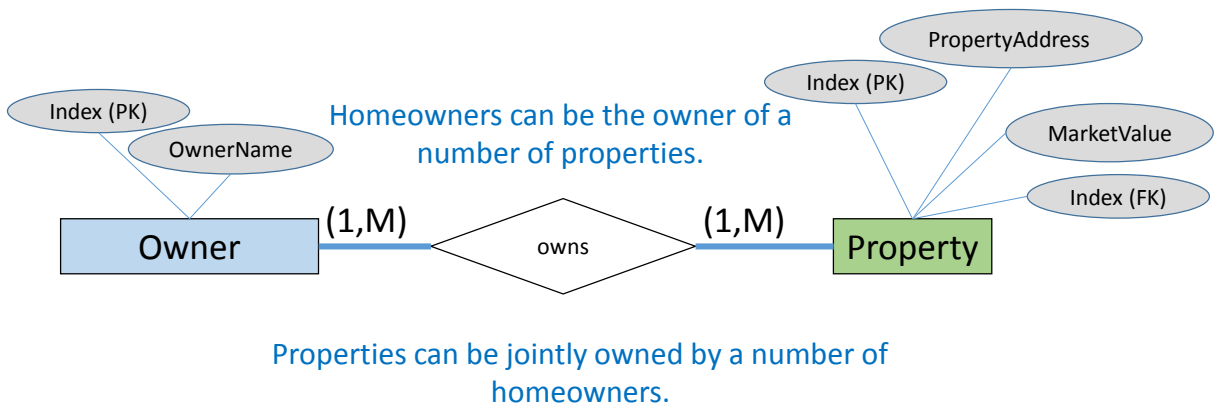 PropertyAddress
Index (PK)
Index (PK)
Homeowners can be the owner of a
number of properties.
OwnerName
MarketValue
Index (FK)
(1,M)
(1,M)
Owner
owns
Property
Properties can be jointly owned by a number of
homeowners.